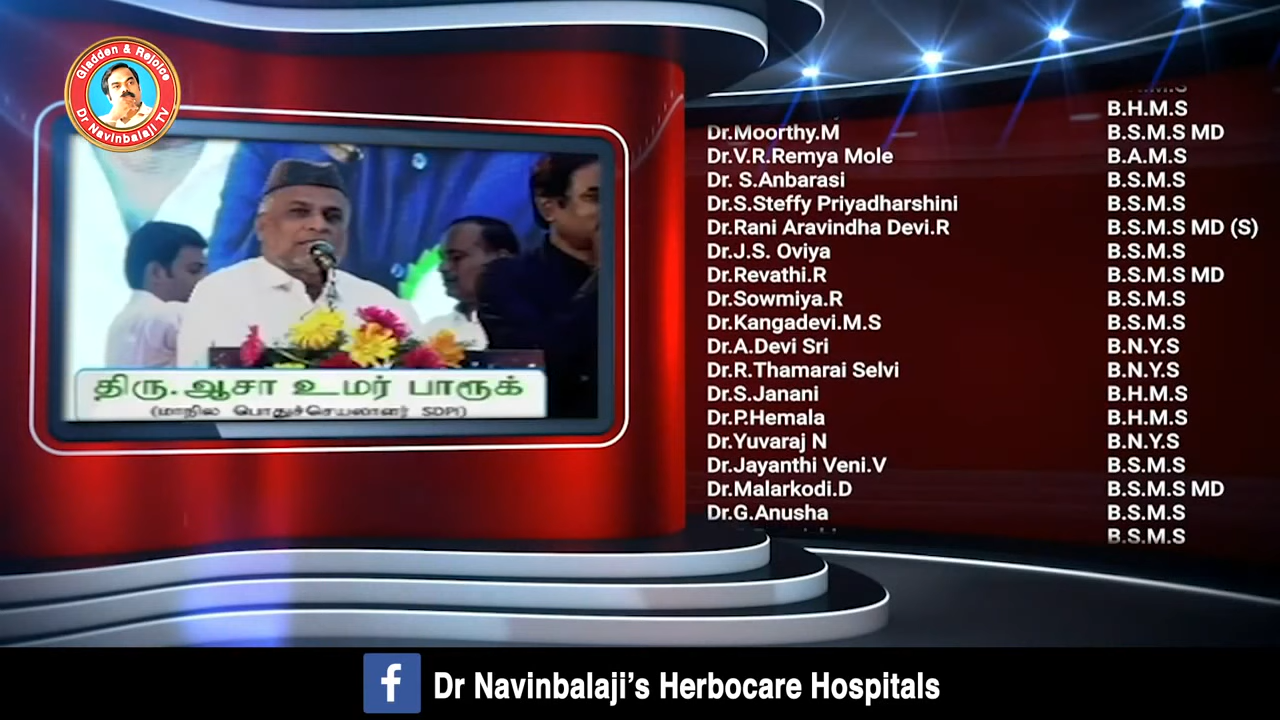 Gladden & Rejoice
Dr Navinbalaji TV
திரு.ஆசா உமர் பாரூக்
(மாநில பொதுச்செயலாளர் SDPI)
B.H.M.S
Dr.Moorthy.M B.S.M.S MD
Dr.V.R.Remya Mole B.A.M.S
Dr. S.Anbarasi B.S.M.S
Dr.S.Steffy Priyadharshini B.S.M.S
Dr.Rani Aravindha Devi.R B.S.M.S MD (S)
Dr.J.S. Oviya B.S.M.S
Dr.Revathi.R B.S.M.S MD
Dr.Sowmiya.R B.S.M.S
Dr.Kangadevi.M.S B.S.M.S
Dr.A.Devi Sri B.N.Y.S
Dr.R.Thamarai Selvi B.N.Y.S
Dr.S.Janani B.H.M.S
Dr.P.Hemala B.H.M.S
Dr.Yuvaraj N B.N.Y.S
Dr.Jayanthi Veni.V B.S.M.S
Dr.Malarkodi.D B.S.M.S MD
Dr.G.Anusha B.S.M.S
B.S.M.S
f Dr Navinbalaji’s Herbocare Hospitals